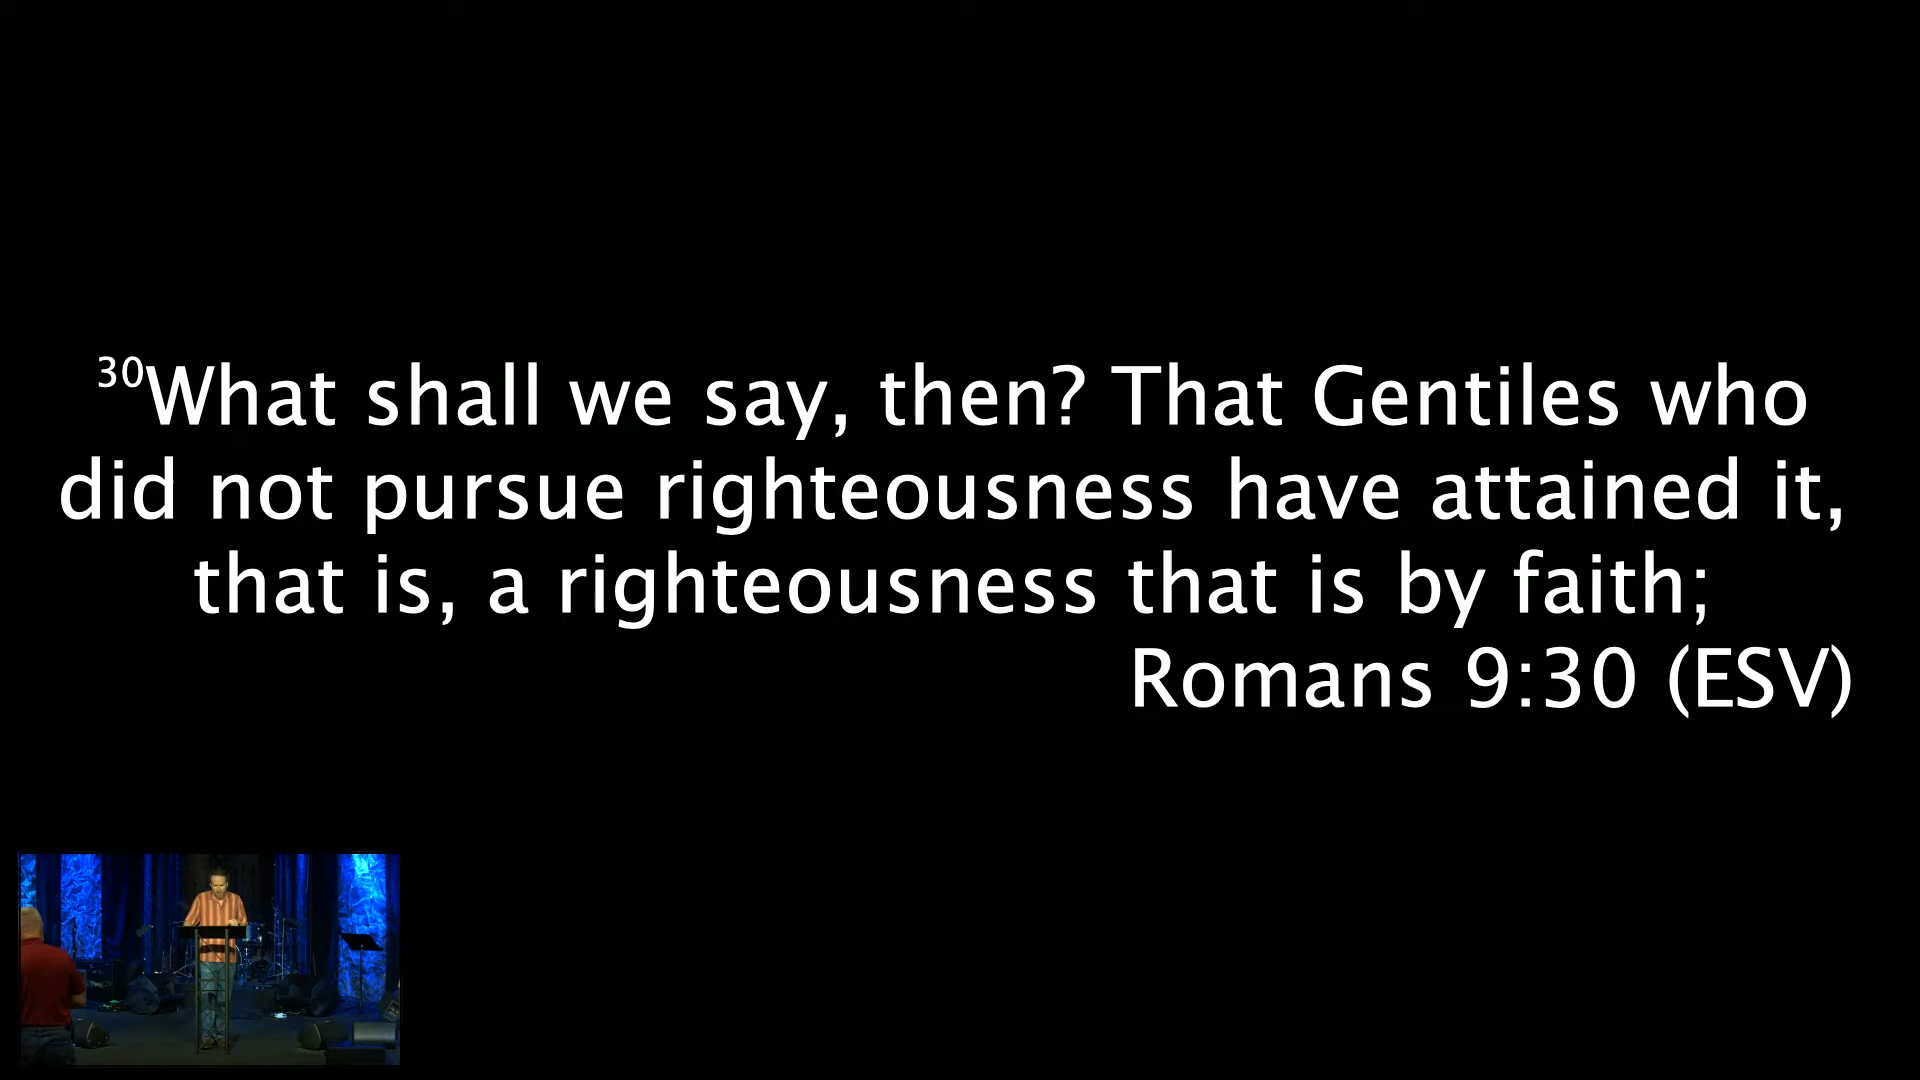 30What shall we say, then? That Gentiles who
did not pursue righteousness have attained it,
that is, a righteousness that is by faith;
Romans 9:30 (ESV)